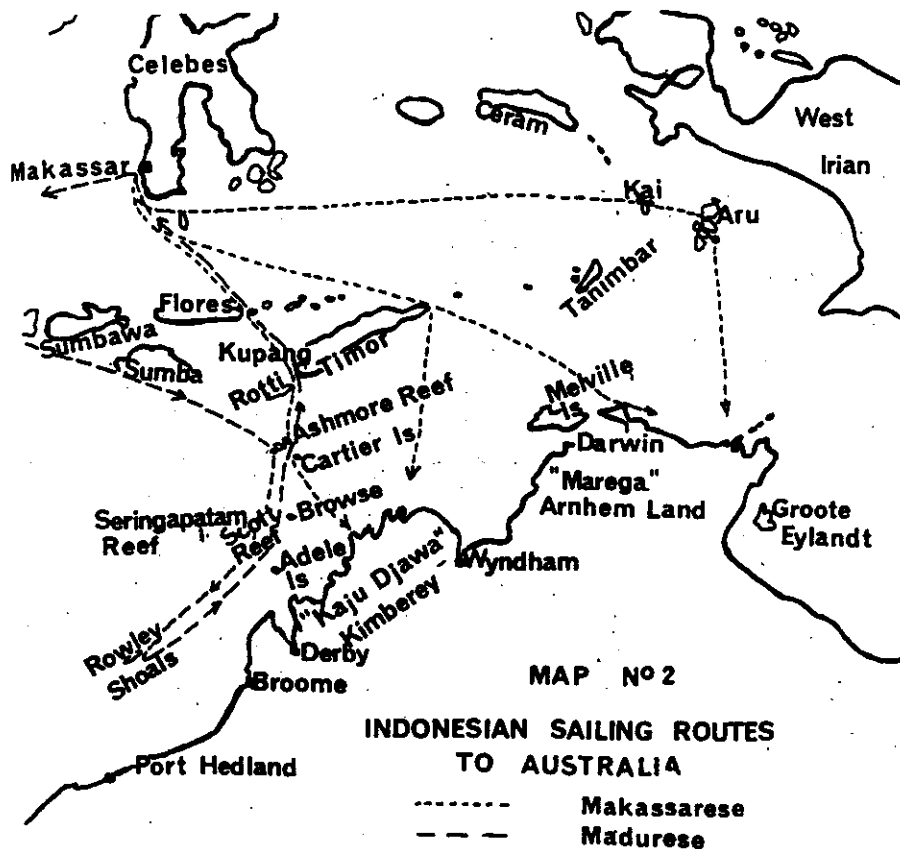 Celebes
West
Ceram
Makassar
Irian
Kai
Aru
Tanimbar
Flores
Sumbawa
Kupang
Timor
Sumba
Rotti
Melville
Is
Ashmore Reef
Cartier Is.
Darwin
"Marega"
Arnhem Land
Seringapatam
Reef
Scott
Reef
Browse
Groote
Eylandt
Adele
Is
Wyndham
"Kaju Djawa"
Kimberey
Rowley
Shoals
Derby
Broome
MAP Nº 2
INDONESIAN SAILING ROUTES
TO AUSTRALIA
Port Hedland
Makassarese
Madurese